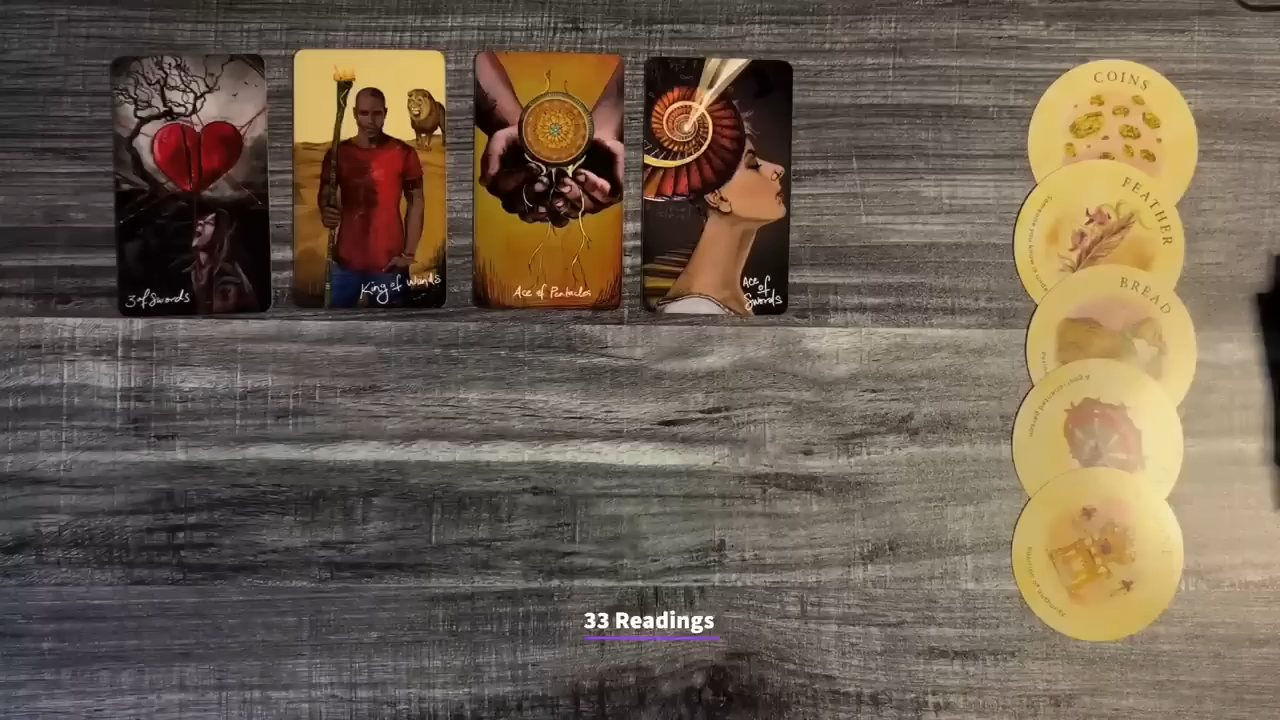 3 of Swords
King of Wands
Ace of Pentacles
Ace
of
Swords
COINS
FEATHER
BREAD
33 Readings